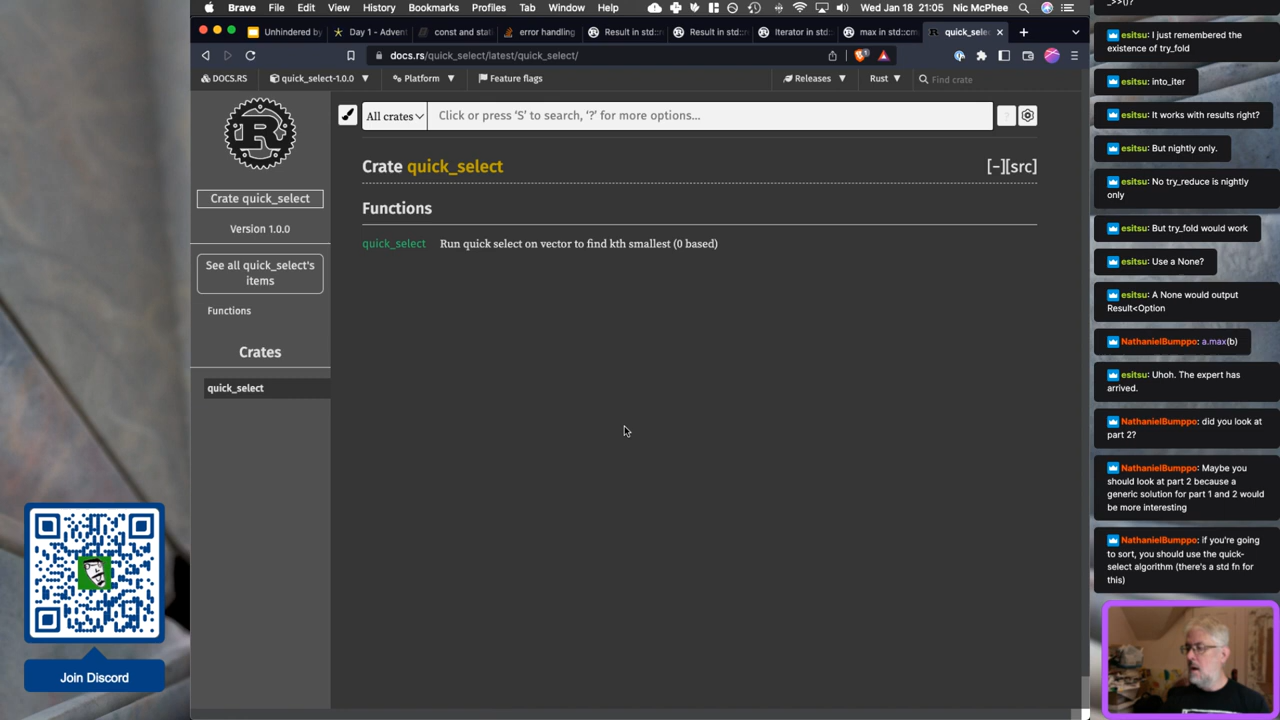 Brave File Edit View History Bookmarks Profiles Tab Window Help
Wed Jan 18 21:05 Nic McPhee
Unhindered by
Day 1 - Advent
const and stat
error handling
Result in std::r
Result in std::
Iterator in std:
max in std::cm
quick_selec
docs.rs/quick_select/latest/quick_select/
DOCS.RS
quick_select-1.0.0
Platform
Feature flags
Releases
Rust
Find crate
All crates
Click or press ‘S’ to search, ‘?’ for more options…
Crate quick_select
Version 1.0.0
See all quick_select's
items
Functions
Crates
quick_select
Crate quick_select
[−][src]
Functions
quick_select Run quick select on vector to find kth smallest (0 based)
Join Discord
_>>()?
esitsu: I just remembered the
existence of try_fold
esitsu: into_iter
esitsu: It works with results right?
esitsu: But nightly only.
esitsu: No try_reduce is nightly
only
esitsu: But try_fold would work
esitsu: Use a None?
esitsu: A None would output
Result<Option
NathanielBumppo: a.max(b)
esitsu: Uhoh. The expert has
arrived.
NathanielBumppo: did you look at
part 2?
NathanielBumppo: Maybe you
should look at part 2 because a
generic solution for part 1 and 2 would
be more interesting
NathanielBumppo: if you're going
to sort, you should use the quick-
select algorithm (there's a std fn for
this)